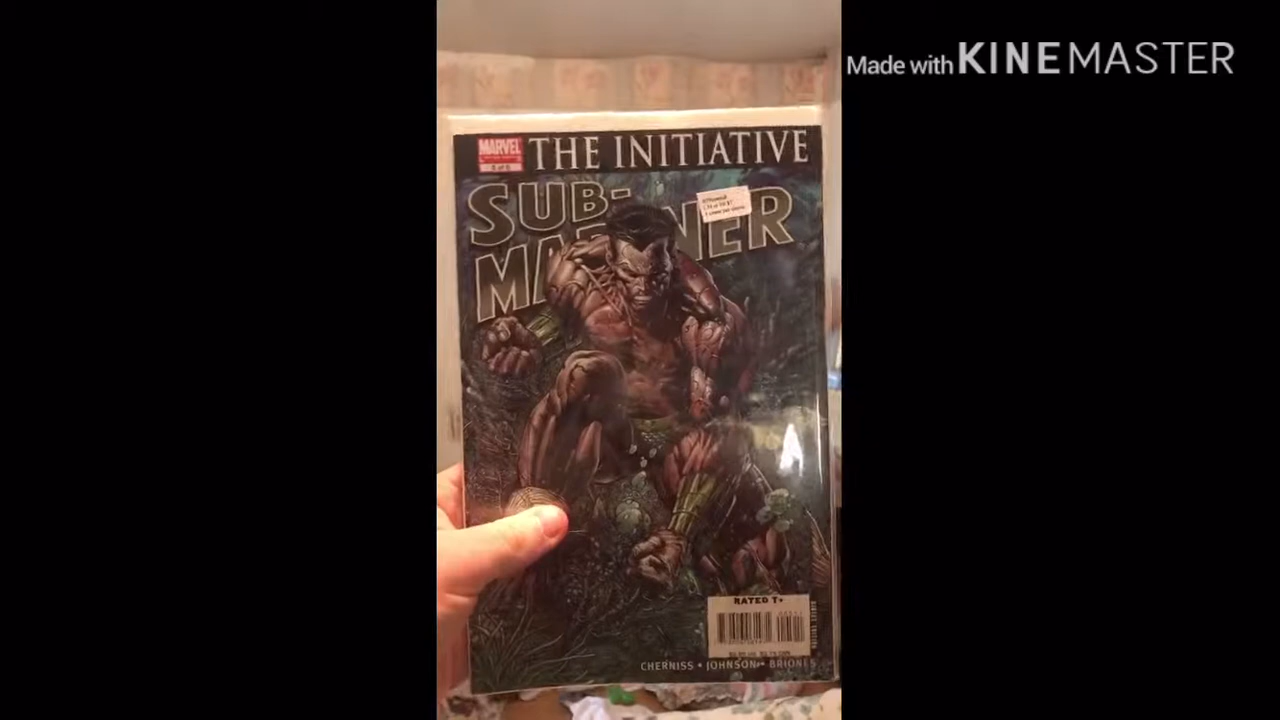 Made with KINEMASTER
MARVEL
THE INITIATIVE
SUB-
MARINER
RATED T+
CHERNISS • JOHNSON • BRIONES